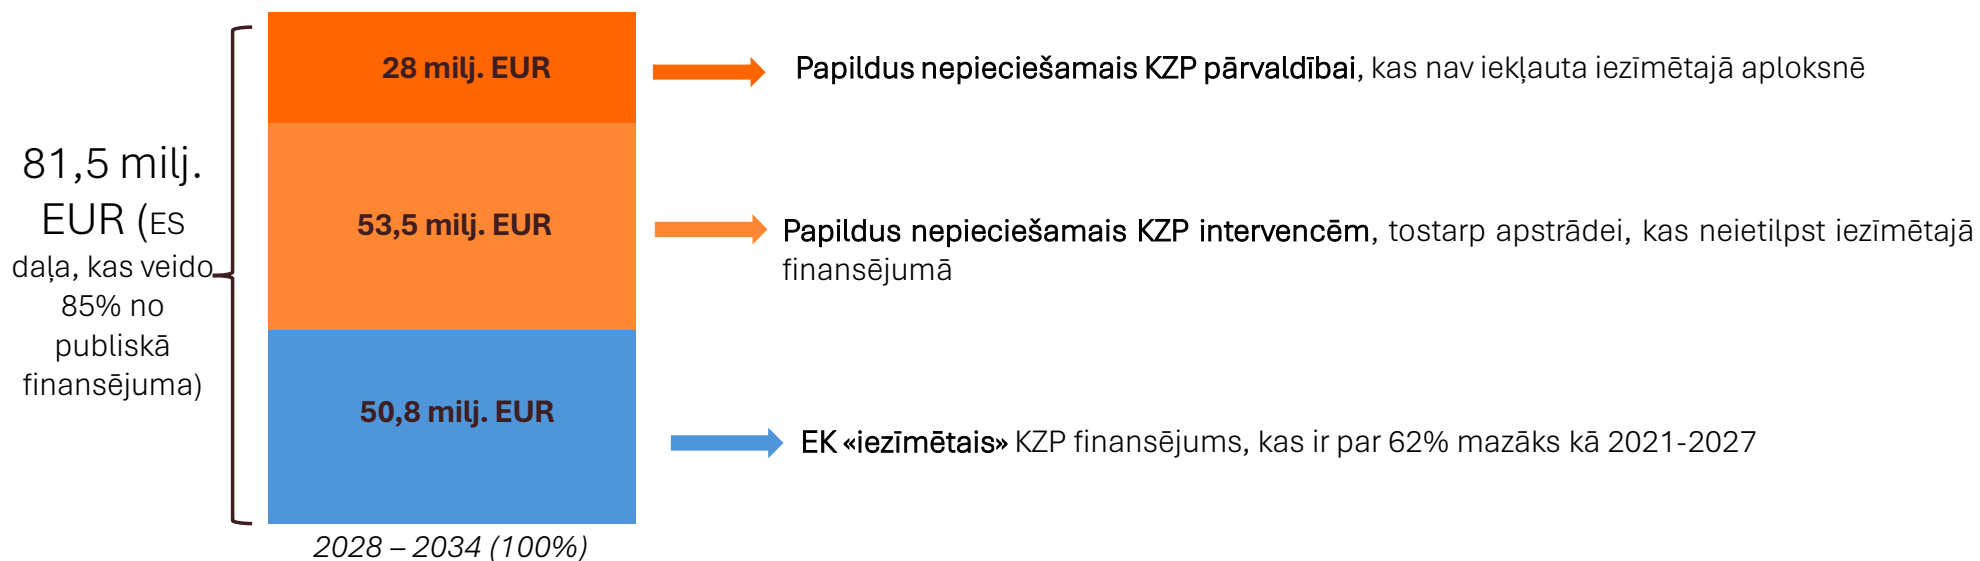 81,5 milj.
EUR (ES
daļa, kas veido
85% no
publiskā
finansējuma)
28 milj. EUR
53,5 milj. EUR
50,8 milj. EUR
2028 – 2034 (100%)
Papildus nepieciešamais KZP pārvaldībai, kas nav iekļauta iezīmētajā aploksnē
Papildus nepieciešamais KZP intervencēm, tostarp apstrādei, kas neietilpst iezīmētajā
finansējumā
EK «iezīmētais» KZP finansējums, kas ir par 62% mazāks kā 2021-2027